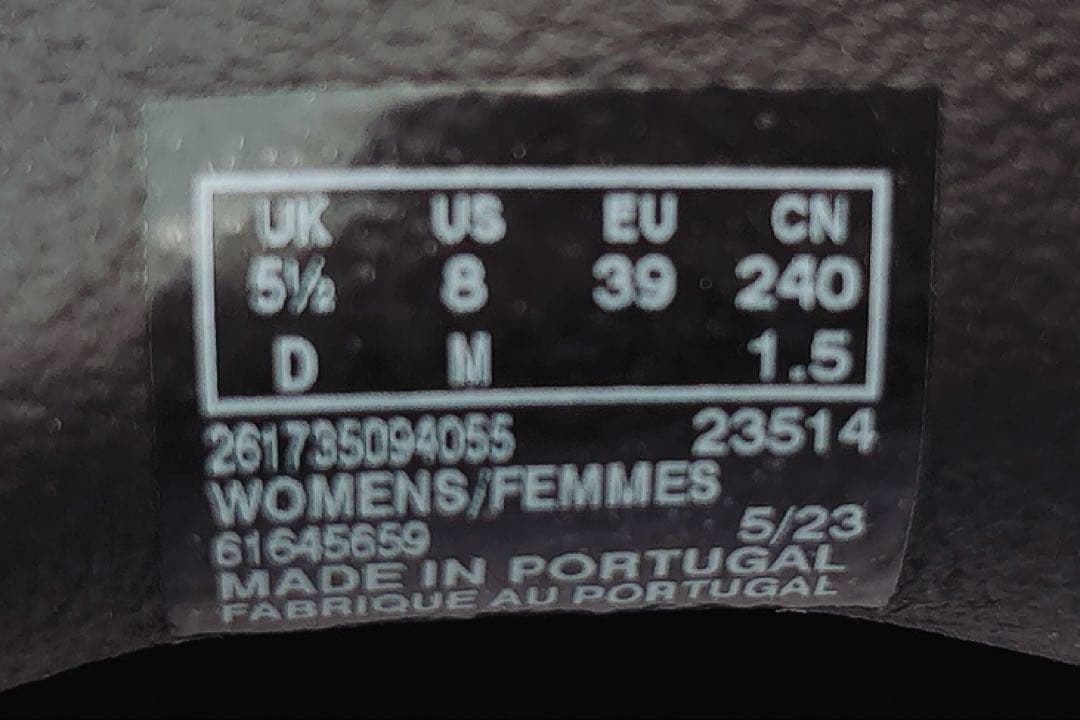 UK US EU CN
5½ 8 39 240
D M 1.5
261735094055 23514
WOMENS/FEMMES
61645659 5/23
MADE IN PORTUGAL
FABRIQUE AU PORTUGAL